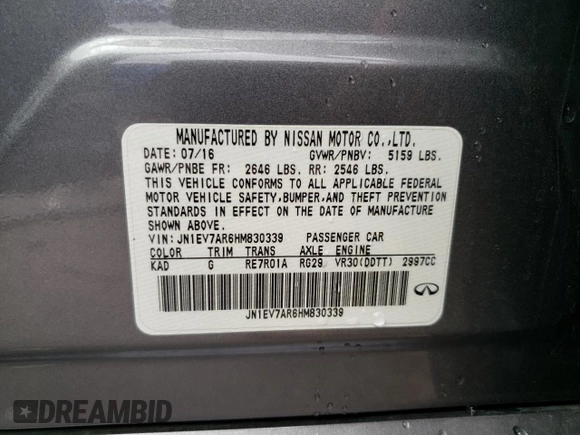 MANUFACTURED BY NISSAN MOTOR CO.,LTD.
DATE: 07/16 GVWR/PNBV: 5159 LBS.
GAWR/PNBE FR: 2646 LBS. RR: 2546 LBS.
THIS VEHICLE CONFORMS TO ALL APPLICABLE FEDERAL
MOTOR VEHICLE SAFETY,BUMPER,AND THEFT PREVENTION
STANDARDS IN EFFECT ON THE DATE OF MANUFACTURE
SHOWN ABOVE.
VIN: JN1EV7AR6HM830339 PASSENGER CAR
COLOR TRIM TRANS AXLE ENGINE
KAD G RE7R01A RG29 VR30(DDTT) 2997CC
JN1EV7AR6HM830339
DREAMBID